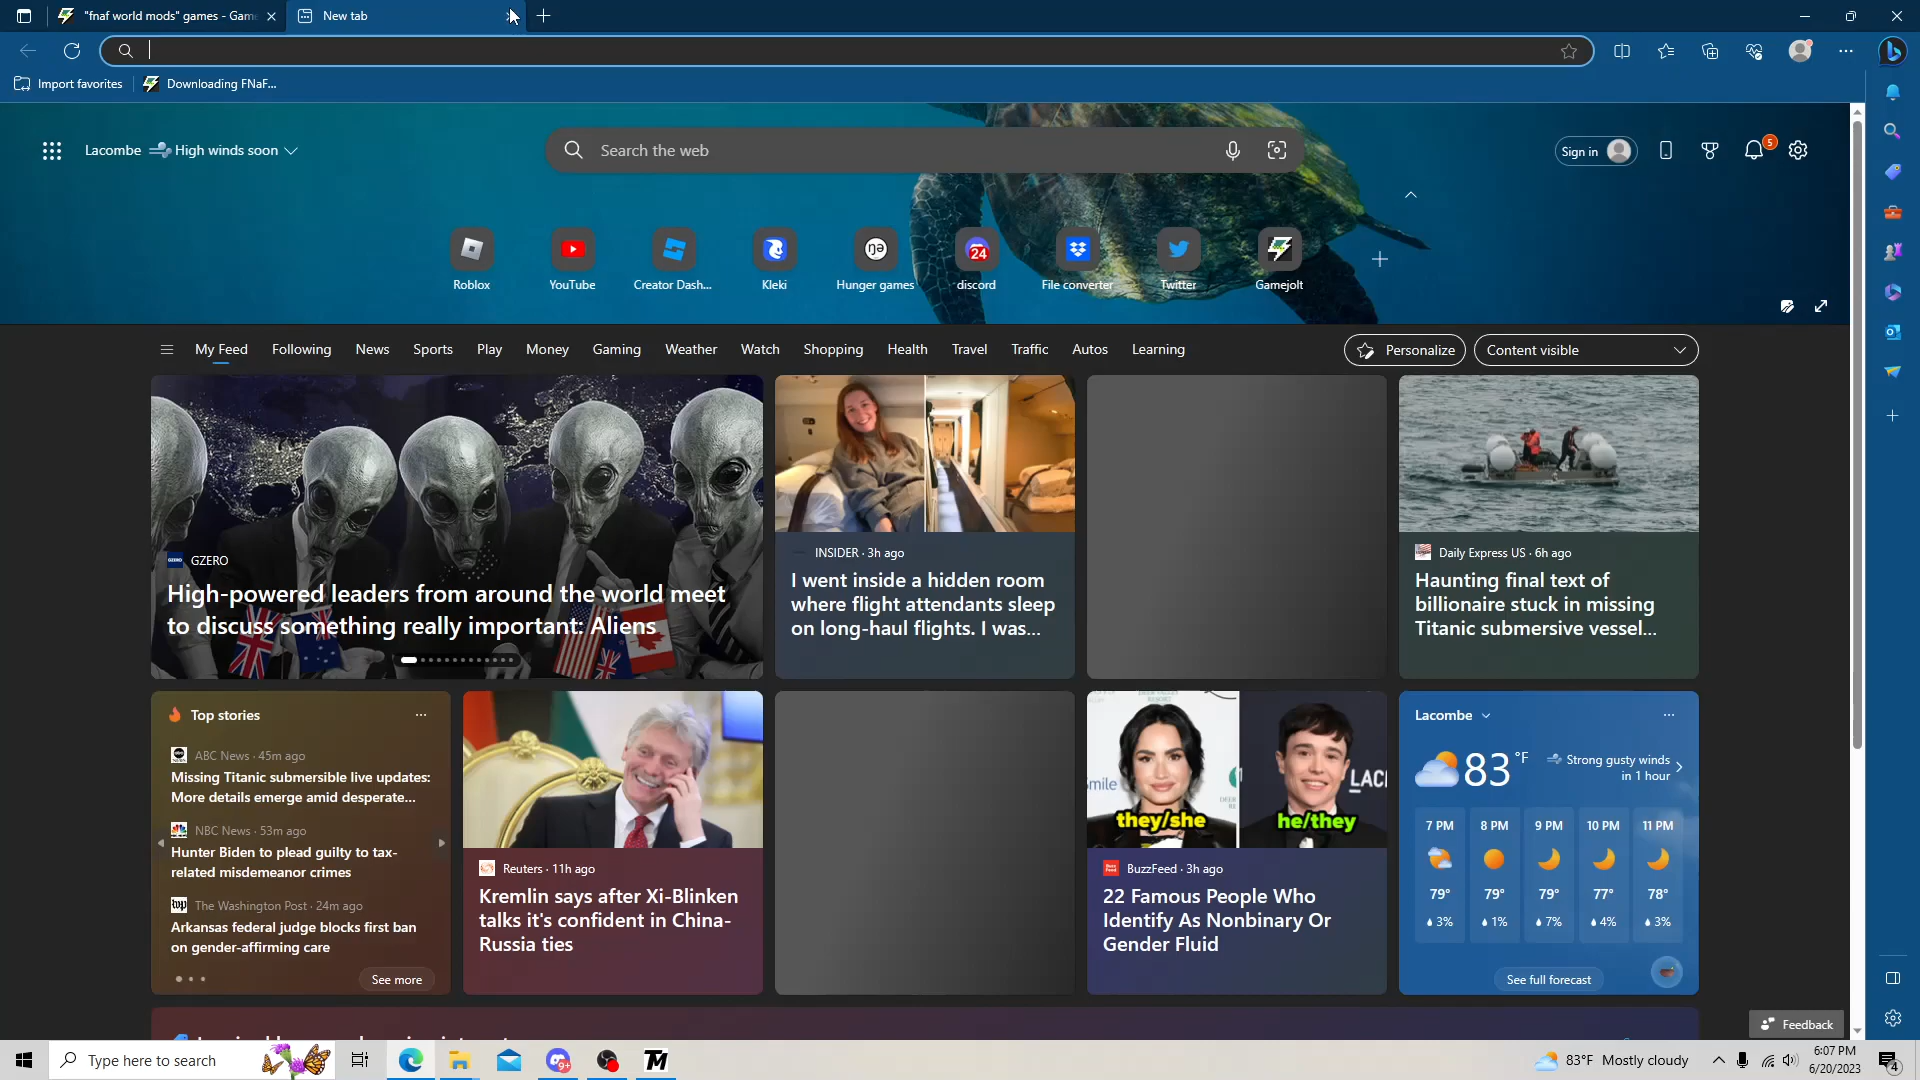 "fnaf world mods" games - Gam
New tab
Import favorites
Downloading FNaF...
Lacombe
High winds soon
Search the web
Sign in
5
Roblox
YouTube
Creator Dash...
Kleki
ŋə
Hunger games
24
discord
File converter
Twitter
Gamejolt
My Feed
Following
News
Sports
Play
Money
Gaming
Weather
Watch
Shopping
Health
Travel
Traffic
Autos
Learning
Personalize
Content visible
GZERO
High-powered leaders from around the world meet
to discuss something really important: Aliens
INSIDER · 3h ago
I went inside a hidden room
where flight attendants sleep
on long-haul flights. I was...
Daily Express US · 6h ago
Haunting final text of
billionaire stuck in missing
Titanic submersive vessel...
Top stories
ABC News · 45m ago
Missing Titanic submersible live updates:
More details emerge amid desperate...
NBC News · 53m ago
Hunter Biden to plead guilty to tax-
related misdemeanor crimes
The Washington Post · 24m ago
Arkansas federal judge blocks first ban
on gender-affirming care
See more
Reuters · 11h ago
Kremlin says after Xi-Blinken
talks it's confident in China-
Russia ties
they/she
he/they
BuzzFeed · 3h ago
22 Famous People Who
Identify As Nonbinary Or
Gender Fluid
Lacombe
83 °F
Strong gusty winds
in 1 hour
7 PM 8 PM 9 PM 10 PM 11 PM
79° 79° 79° 77° 78°
3% 1% 7% 4% 3%
See full forecast
Feedback
Type here to search
9+
83°F Mostly cloudy
6:07 PM
6/20/2023
4